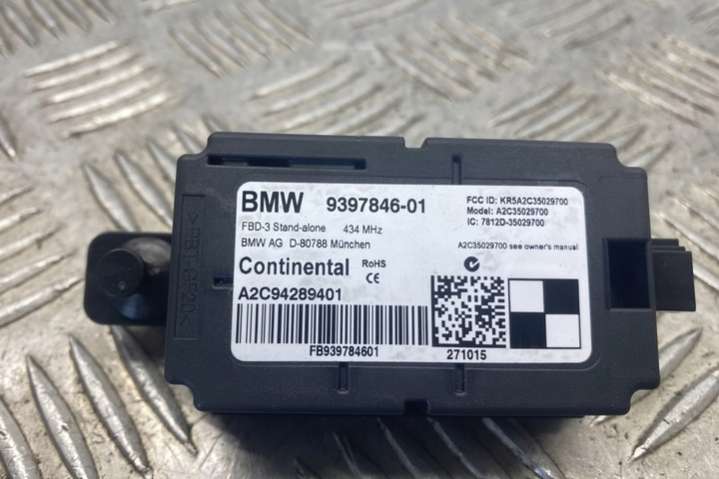 BMW 9397846-01
FBD-3 Stand-alone 434 MHz
BMW AG D-80788 München
FCC ID: KR5A2C35029700
Model: A2C35029700
IC: 7812D-35029700
A2C35029700 see owner's manual
Continental RoHS
CE
A2C94289401
FB939784601
271015